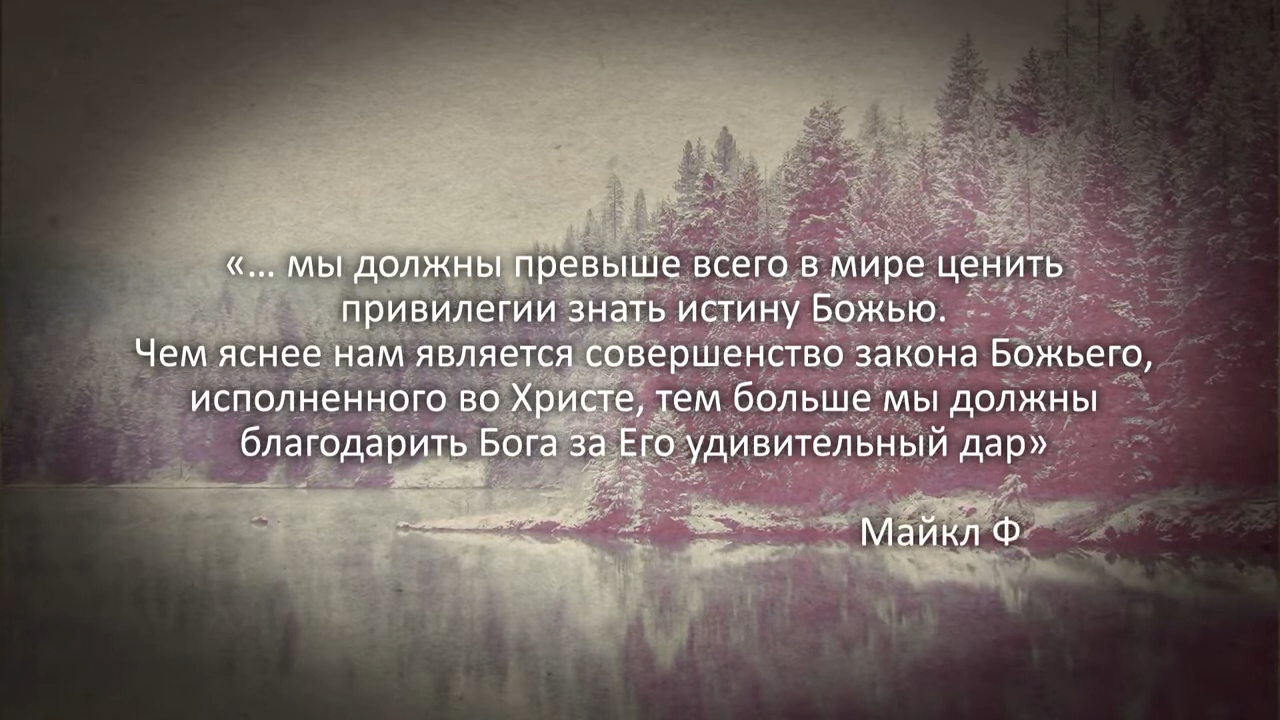 «... мы должны превыше всего в мире ценить
привилегии знать истину Божью.
Чем яснее нам является совершенство закона Божьего,
исполненного во Христе, тем больше мы должны
благодарить Бога за Его удивительный дар»
Майкл Ф